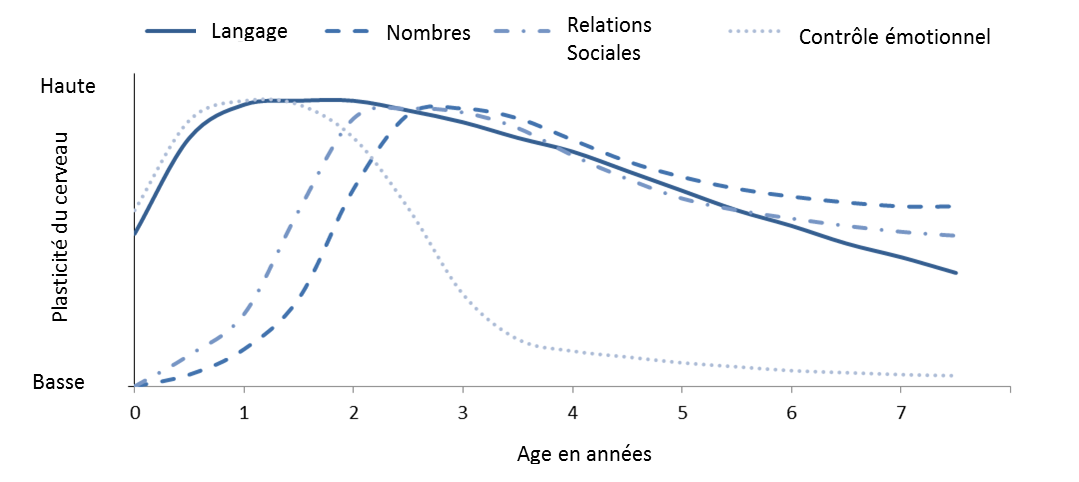 Langage
Nombres
Relations
Sociales
Contrôle émotionnel
Haute
Plasticité du cerveau
Basse
0 1 2 3 4 5 6 7
Age en années